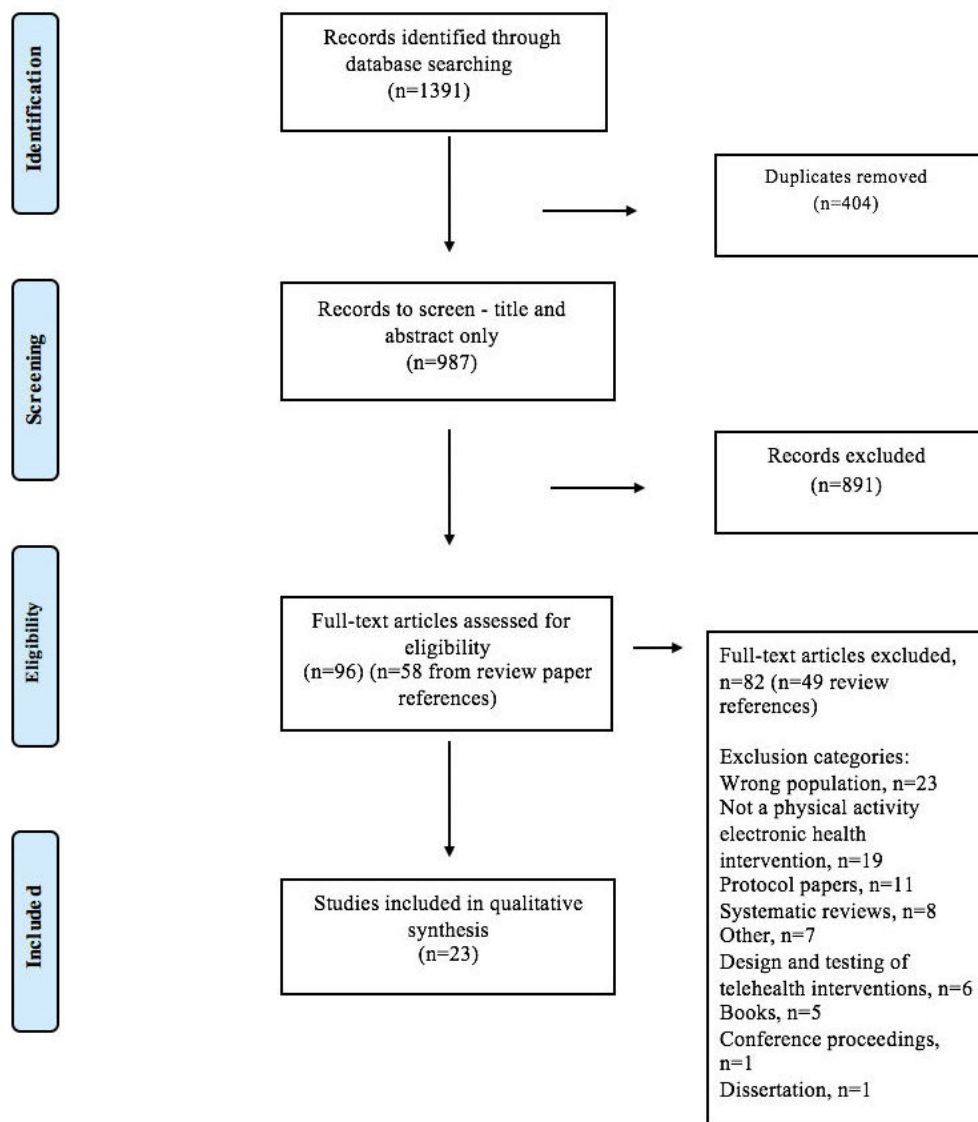 Identification
Records identified through
database searching
(n=1391)
Duplicates removed
(n=404)
Screening
Records to screen - title and
abstract only
(n=987)
Records excluded
(n=891)
Eligibility
Full-text articles assessed for
eligibility
(n=96) (n=58 from review paper
references)
Full-text articles excluded,
n=82 (n=49 review
references)
Exclusion categories:
Wrong population, n=23
Not a physical activity
electronic health
intervention, n=19
Protocol papers, n=11
Systematic reviews, n=8
Other, n=7
Design and testing of
telehealth interventions, n=6
Books, n=5
Conference proceedings,
n=1
Dissertation, n=1
Included
Studies included in qualitative
synthesis
(n=23)